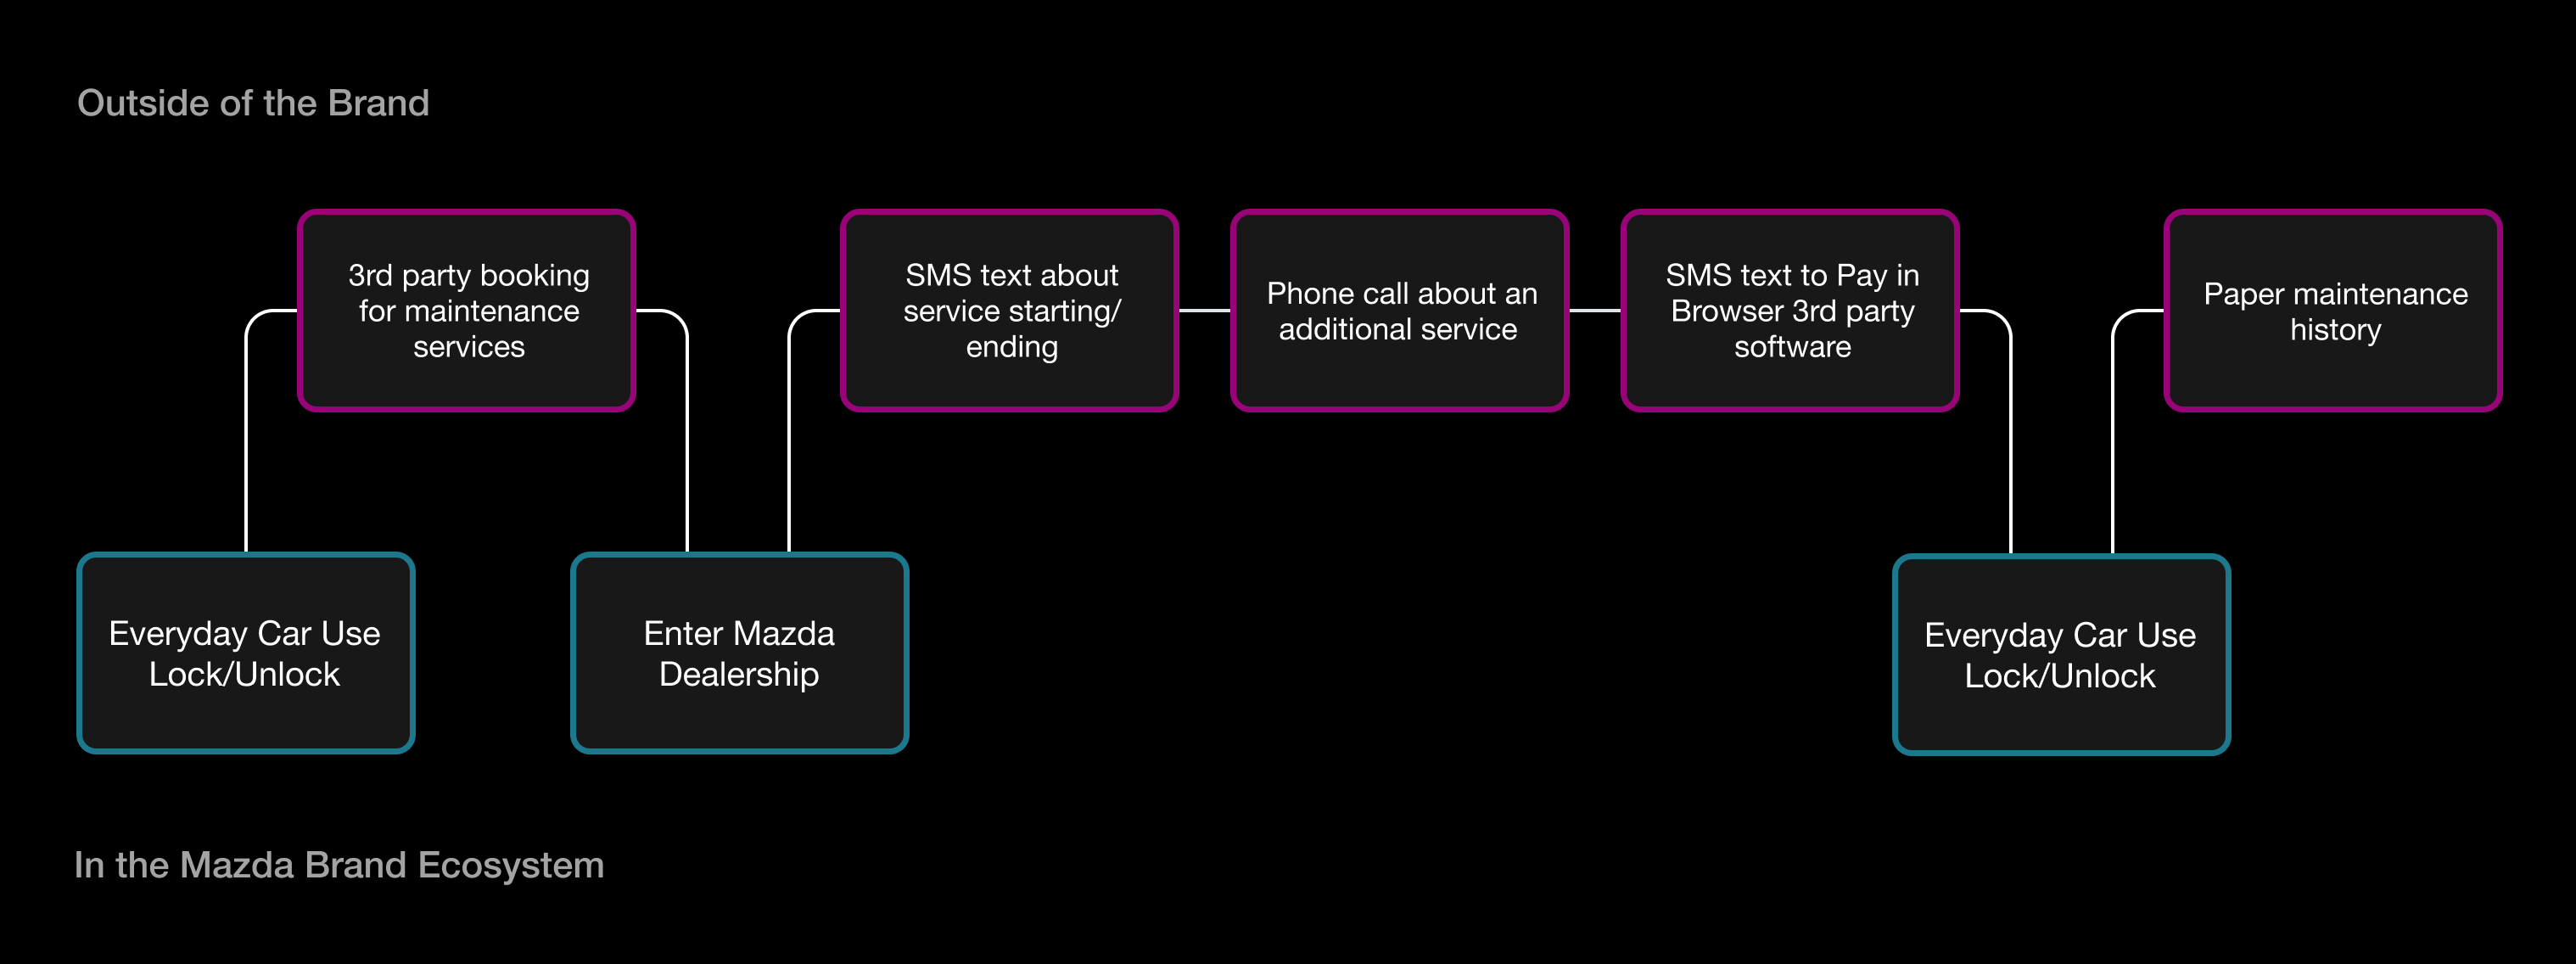 Outside of the Brand
3rd party booking
for maintenance
services
SMS text about
service starting/
ending
Phone call about an
additional service
SMS text to Pay in
Browser 3rd party
software
Paper maintenance
history
Everyday Car Use
Lock/Unlock
Enter Mazda
Dealership
Everyday Car Use
Lock/Unlock
In the Mazda Brand Ecosystem